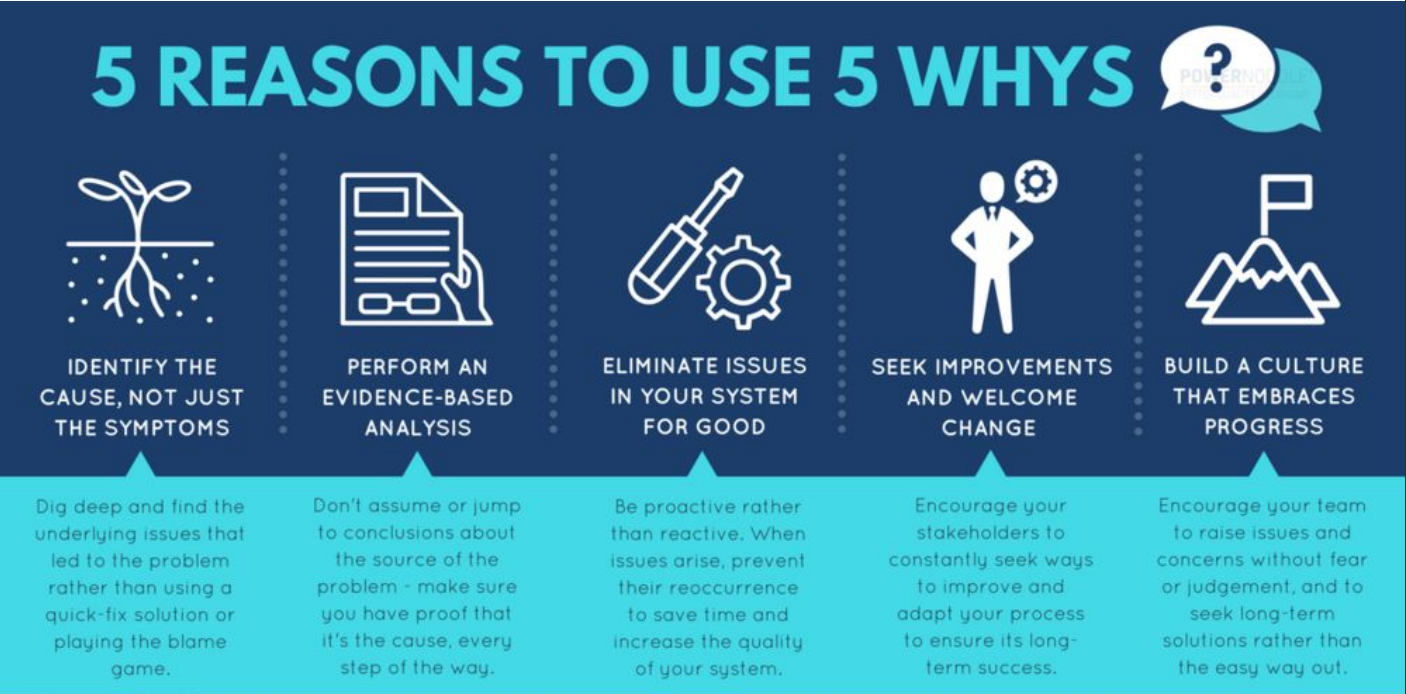 5 REASONS TO USE 5 WHYS
?
IDENTIFY THE
CAUSE, NOT JUST
THE SYMPTOMS
Dig deep and find the
underlying issues that
led to the problem
rather than using a
quick-fix solution or
playing the blame
game.
PERFORM AN
EVIDENCE-BASED
ANALYSIS
Don't assume or jump
to conclusions about
the source of the
problem - make sure
you have proof that
it's the cause, every
step of the way.
ELIMINATE ISSUES
IN YOUR SYSTEM
FOR GOOD
Be proactive rather
than reactive. When
issues arise, prevent
their reoccurrence
to save time and
increase the quality
of your system.
SEEK IMPROVEMENTS
AND WELCOME
CHANGE
Encourage your
stakeholders to
constantly seek ways
to improve and
adapt your process
to ensure its long-
term success.
BUILD A CULTURE
THAT EMBRACES
PROGRESS
Encourage your team
to raise issues and
concerns without fear
or judgement, and to
seek long-term
solutions rather than
the easy way out.